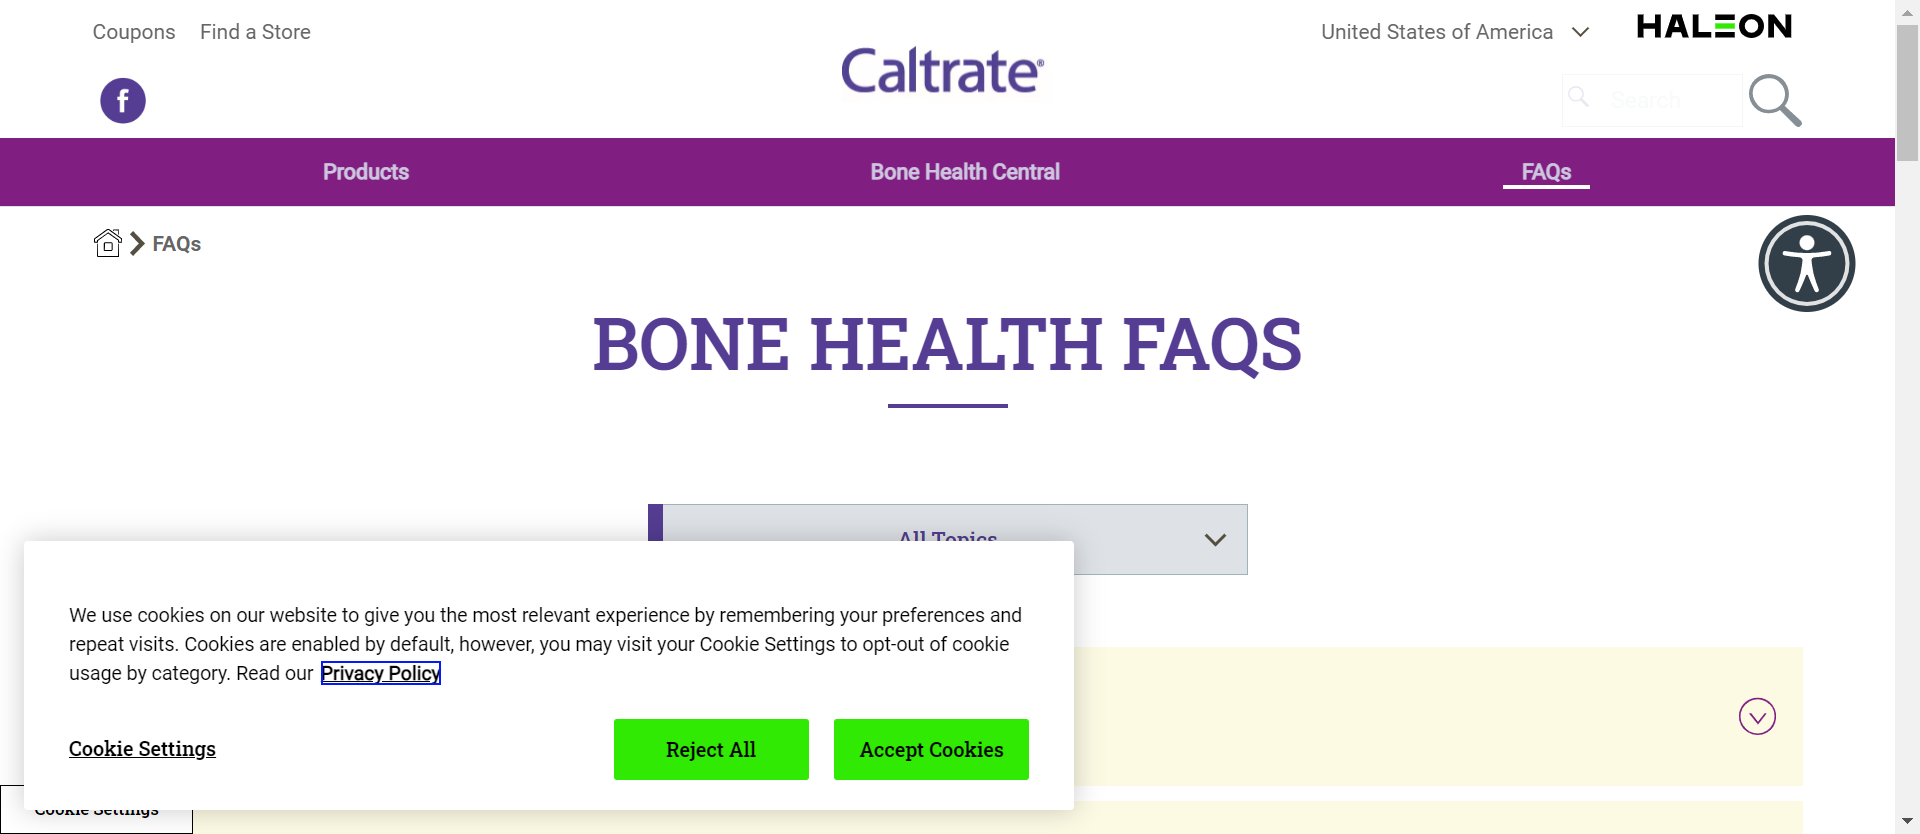 Coupons Find a Store
United States of America
HALEON
Caltrate®
f
Search
Products Bone Health Central FAQs
FAQs
BONE HEALTH FAQS
All Topics
We use cookies on our website to give you the most relevant experience by remembering your preferences and
repeat visits. Cookies are enabled by default, however, you may visit your Cookie Settings to opt-out of cookie
usage by category. Read our Privacy Policy
Cookie Settings Reject All Accept Cookies
Cookie Settings